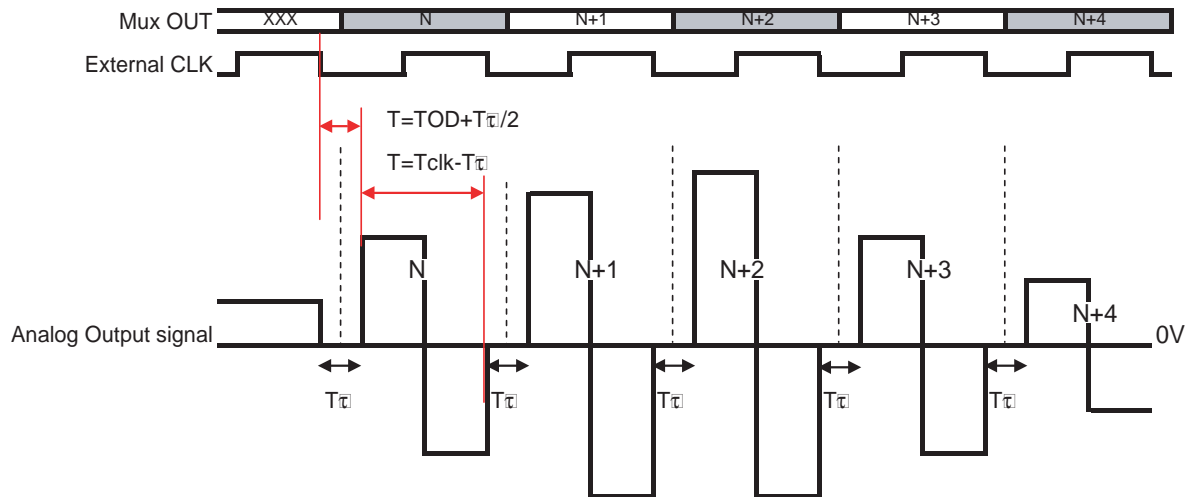 Mux OUT XXX N N+1 N+2 N+3 N+4
External CLK
T=TOD+Tτ/2
T=Tclk-Tτ
N N+1 N+2 N+3
N+4
Analog Output signal 0V
Tτ Tτ Tτ Tτ Tτ